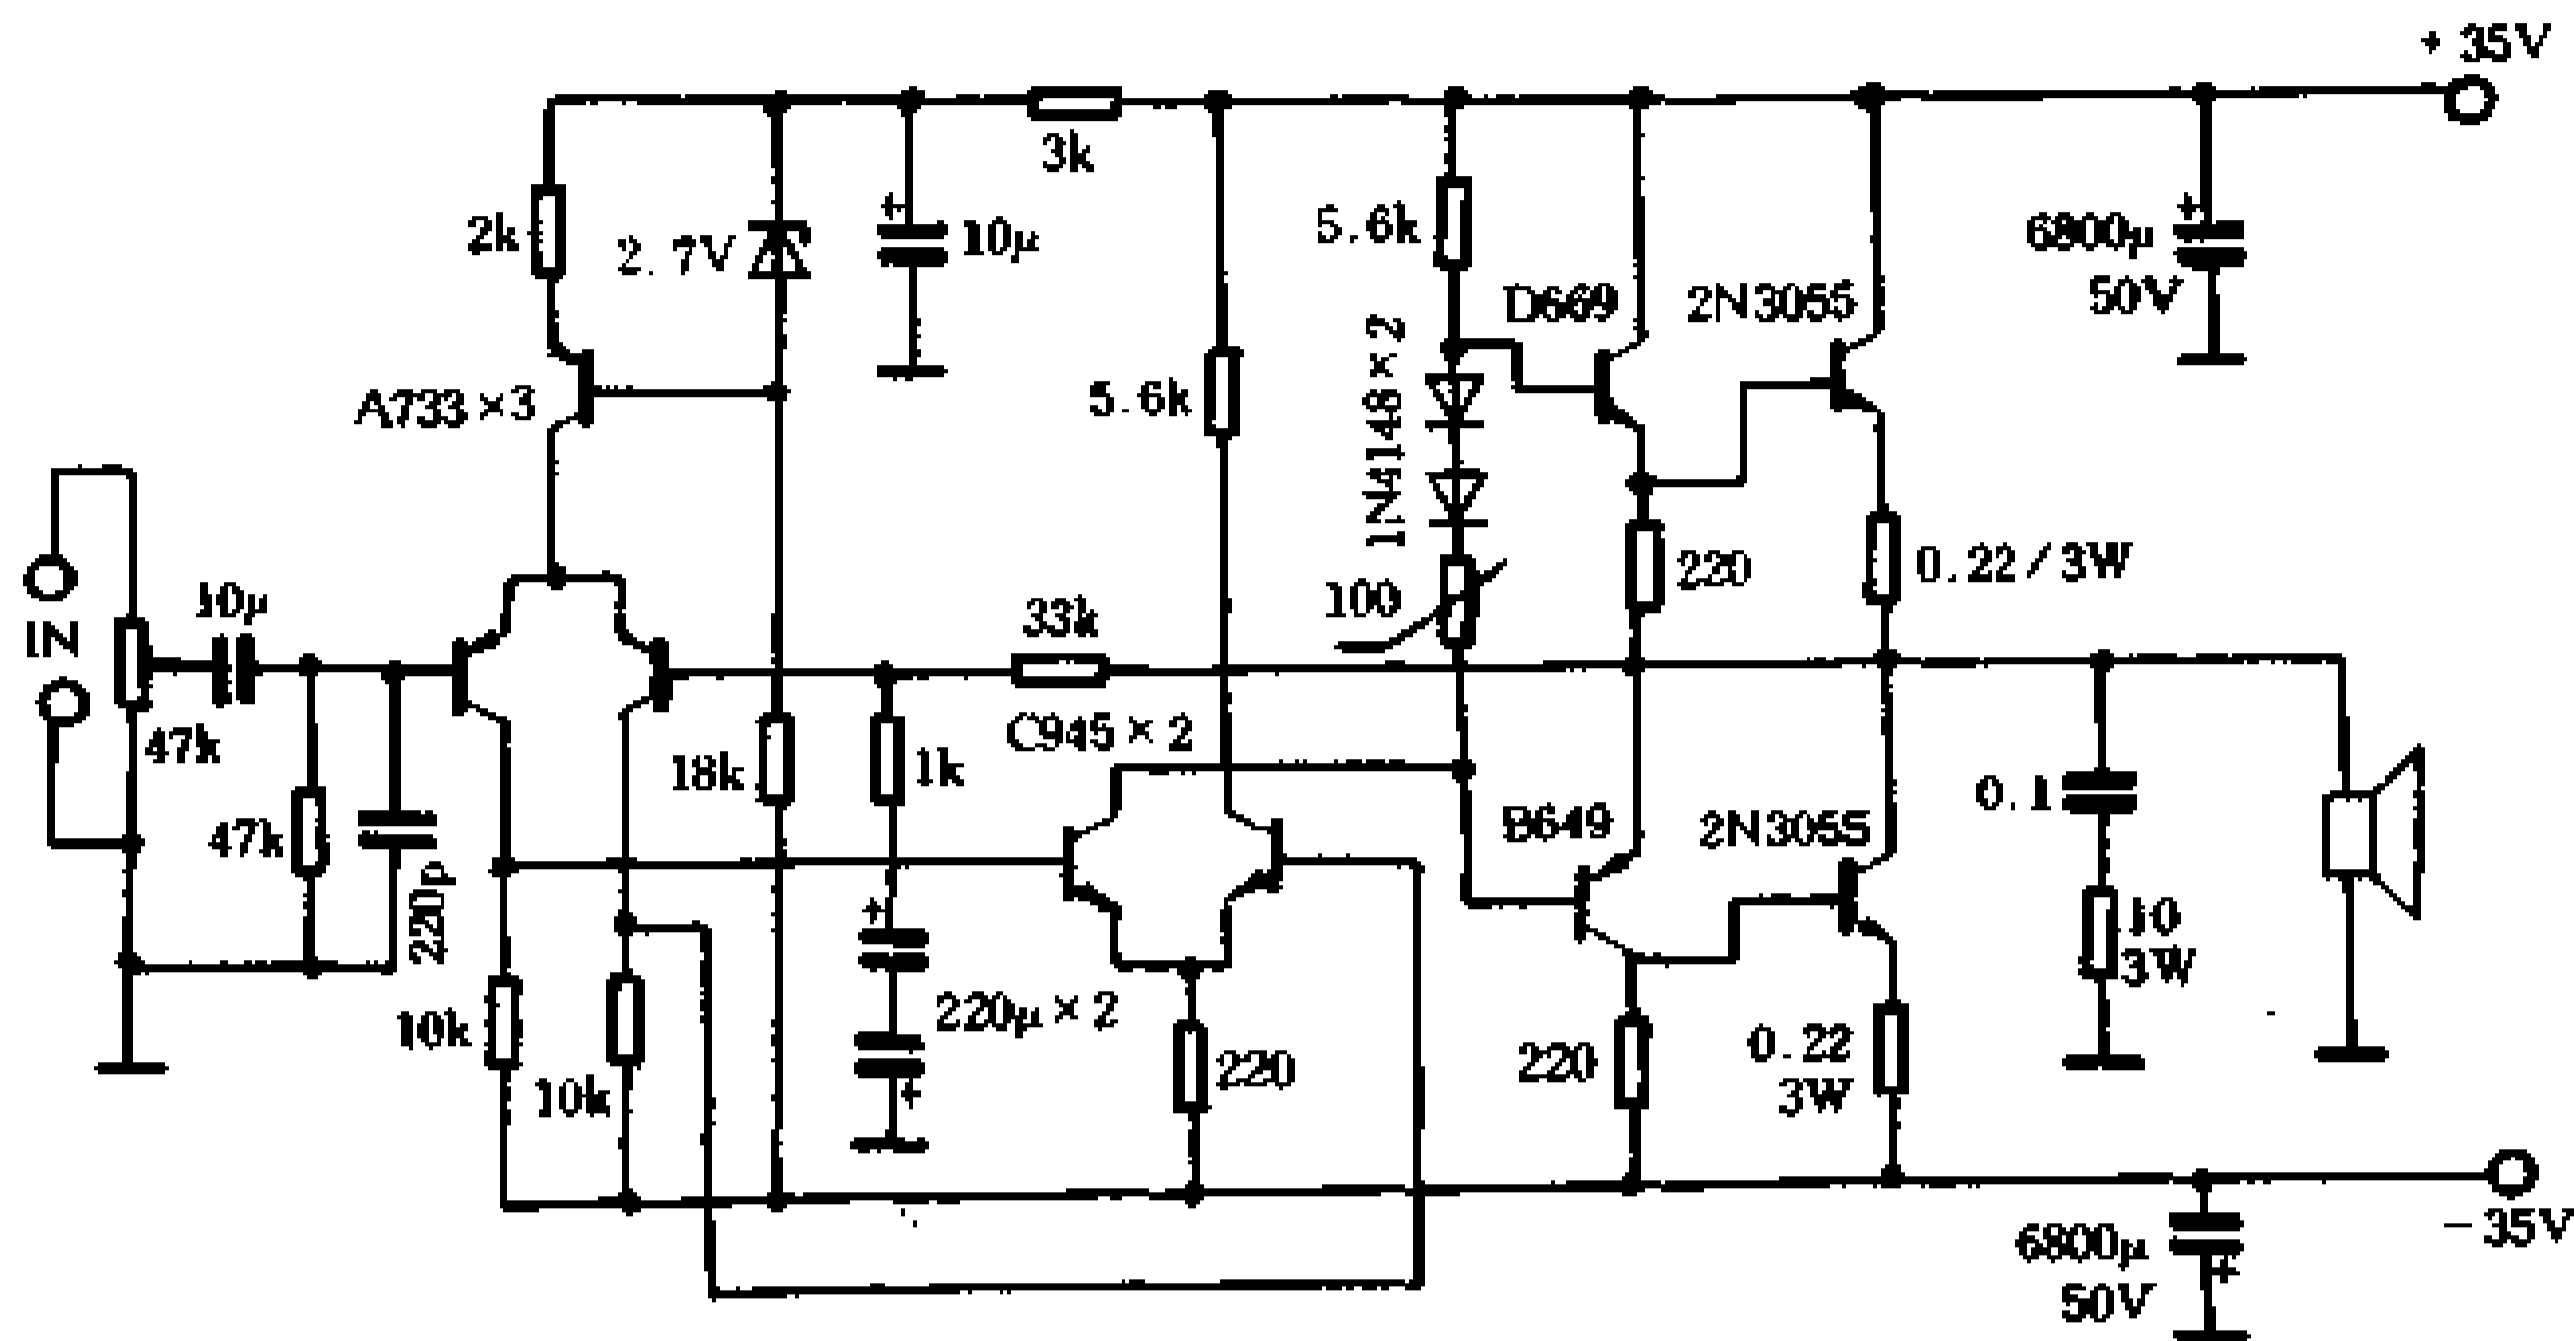 + 35V
3k
2k
2. 7V
10μ
5. 6k
6800μ
50V
D669
2N3055
1N4148×2
A733×3
5. 6k
220
0.22/3W
100
10μ
IN
33k
47k
C945×2
18k
1k
0. 1
47k
220p
B649
2N3055
10
3W
10k
220μ×2
10k
220
220
0.22
3W
-35V
6800μ
50V